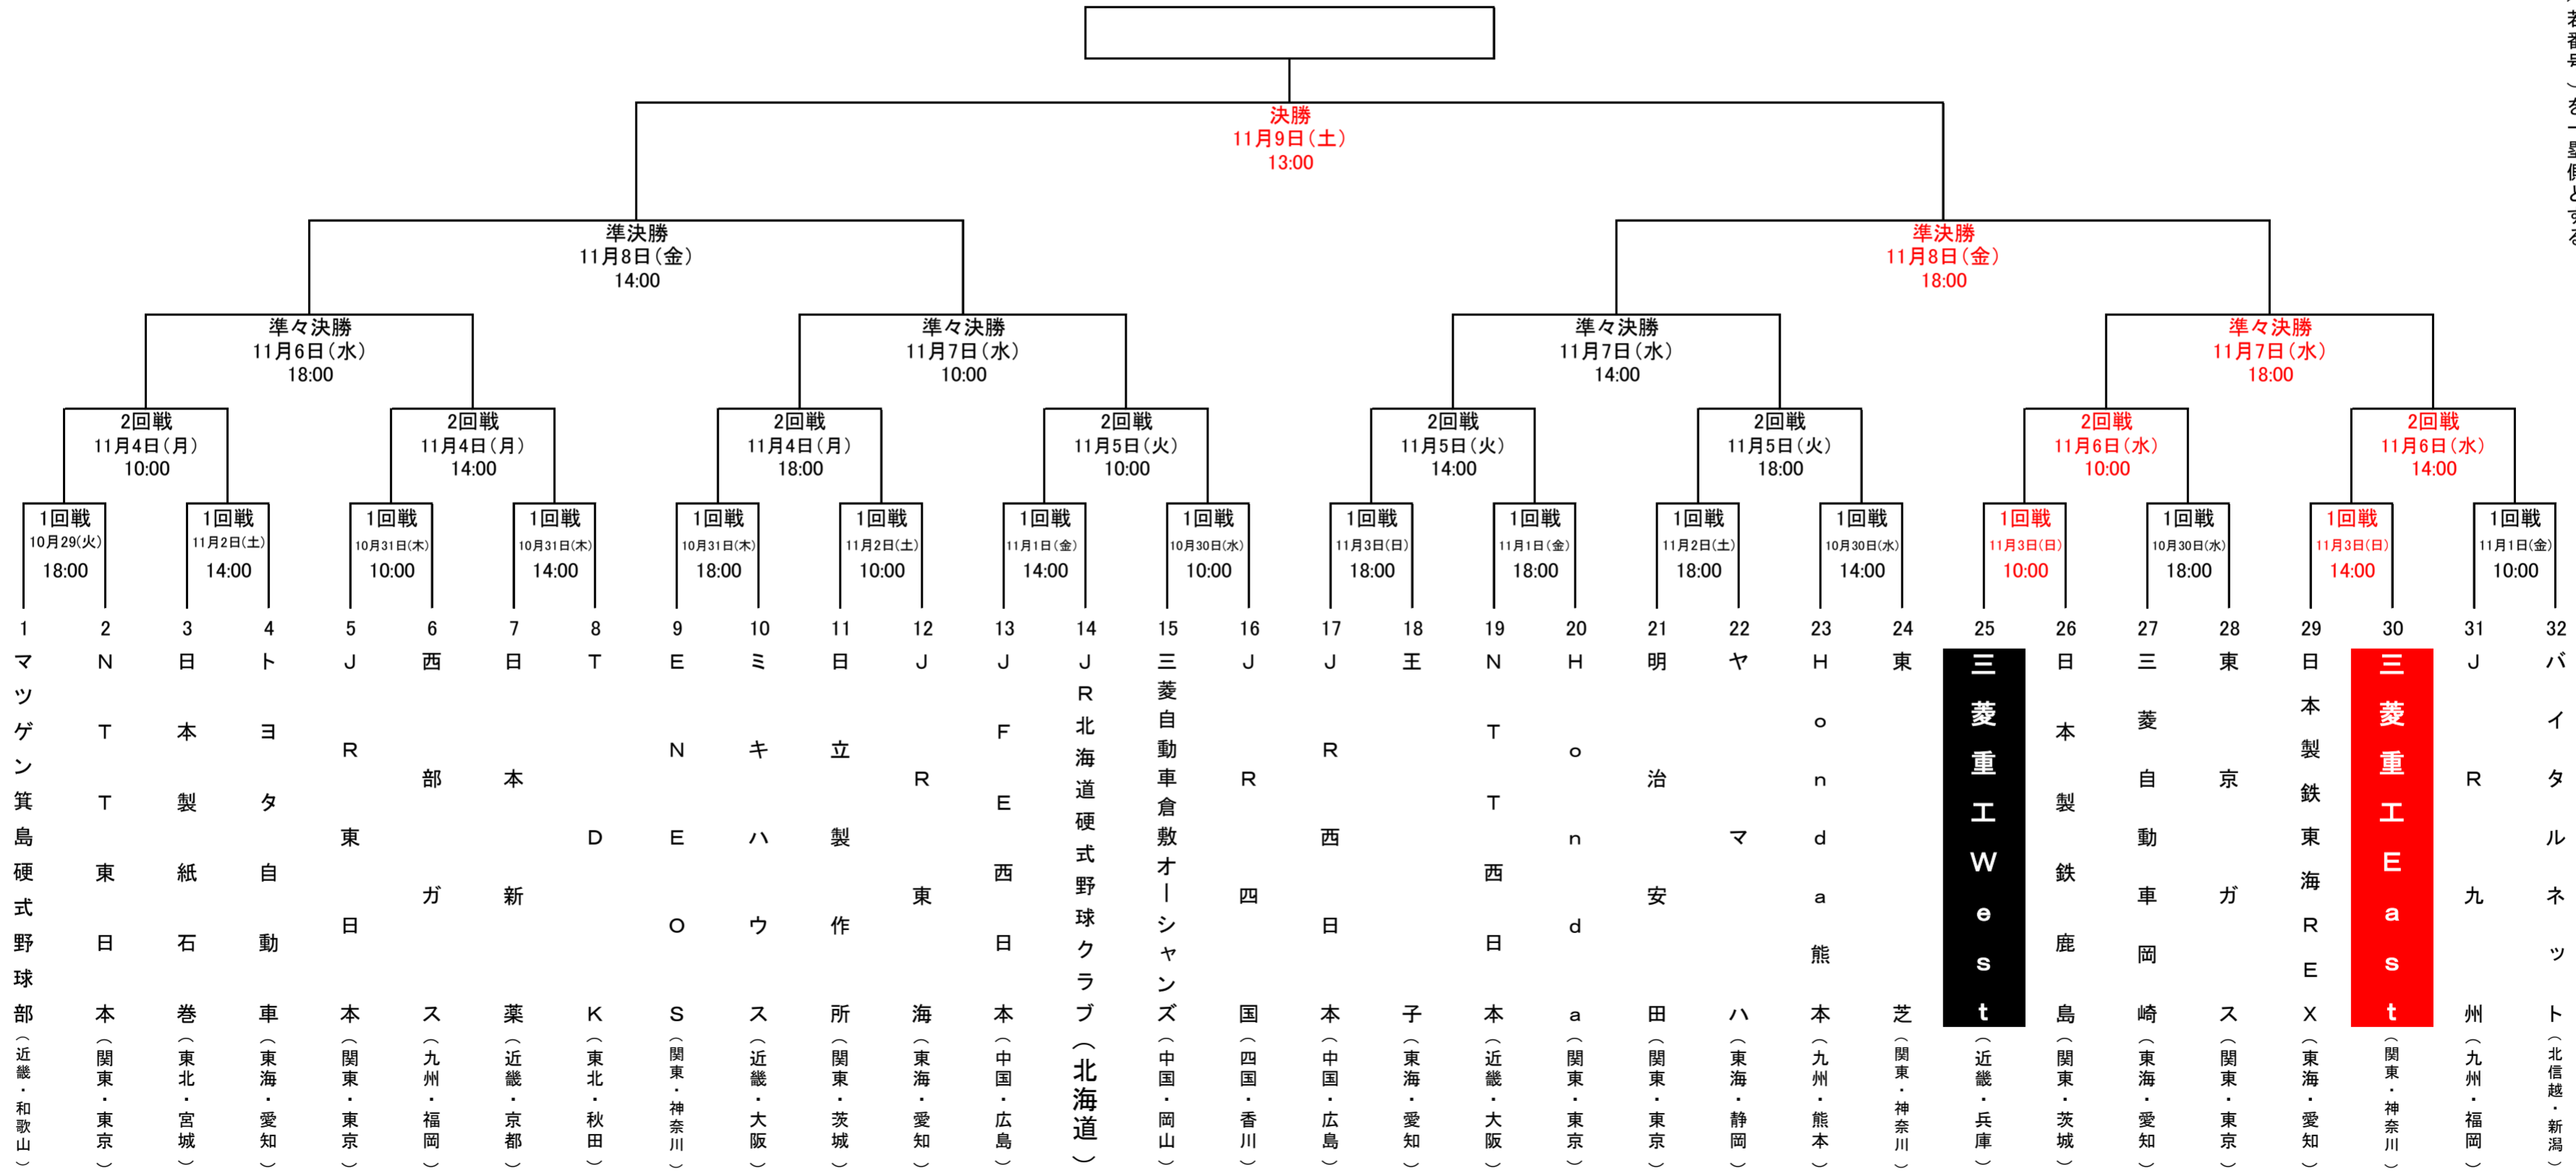 若番号）を一塁側とする
決勝
11月9日(土)
13:00
準決勝
11月8日(金)
14:00
準決勝
11月8日(金)
18:00
準々決勝
11月6日(水)
18:00
準々決勝
11月7日(水)
10:00
準々決勝
11月7日(水)
14:00
準々決勝
11月7日(水)
18:00
2回戦
11月4日(月)
10:00
2回戦
11月4日(月)
14:00
2回戦
11月4日(月)
18:00
2回戦
11月5日(火)
10:00
2回戦
11月5日(火)
14:00
2回戦
11月5日(火)
18:00
2回戦
11月6日(水)
10:00
2回戦
11月6日(水)
14:00
1回戦
10月29(火)
18:00
1回戦
11月2日(土)
14:00
1回戦
10月31日(木)
10:00
1回戦
10月31日(木)
14:00
1回戦
10月31日(木)
18:00
1回戦
11月2日(土)
10:00
1回戦
11月1日(金)
14:00
1回戦
10月30日(水)
10:00
1回戦
11月3日(日)
18:00
1回戦
11月1日(金)
18:00
1回戦
11月2日(土)
18:00
1回戦
10月30日(水)
14:00
1回戦
11月3日(日)
10:00
1回戦
10月30日(水)
18:00
1回戦
11月3日(日)
14:00
1回戦
11月1日(金)
10:00
1 マツゲン箕島硬式野球部（近畿・和歌山）
2 NTT東日本（関東・東京）
3 日本製紙石巻（東北・宮城）
4 トヨタ自動車（東海・愛知）
5 JR東日本（関東・東京）
6 西部ガス（九州・福岡）
7 日本新薬（近畿・京都）
8 TDK（東北・秋田）
9 ENEOS（関東・神奈川）
10 ミキハウス（近畿・大阪）
11 日立製作所（関東・茨城）
12 JR東海（東海・愛知）
13 JFE西日本（中国・広島）
14 JR北海道硬式野球クラブ（北海道）
15 三菱自動車倉敷オーシャンズ（中国・岡山）
16 JR四国（四国・香川）
17 JR西日本（中国・広島）
18 王子（東海・愛知）
19 NTT西日本（近畿・大阪）
20 Honda（関東・東京）
21 明治安田（関東・東京）
22 ヤマハ（東海・静岡）
23 Honda熊本（九州・熊本）
24 東芝（関東・神奈川）
25 三菱重工West（近畿・兵庫）
26 日本製鉄鹿島（関東・茨城）
27 三菱自動車岡崎（東海・愛知）
28 東京ガス（関東・東京）
29 日本製鉄東海REX（東海・愛知）
30 三菱重工East（関東・神奈川）
31 JR九州（九州・福岡）
32 バイタルネット（北信越・新潟）